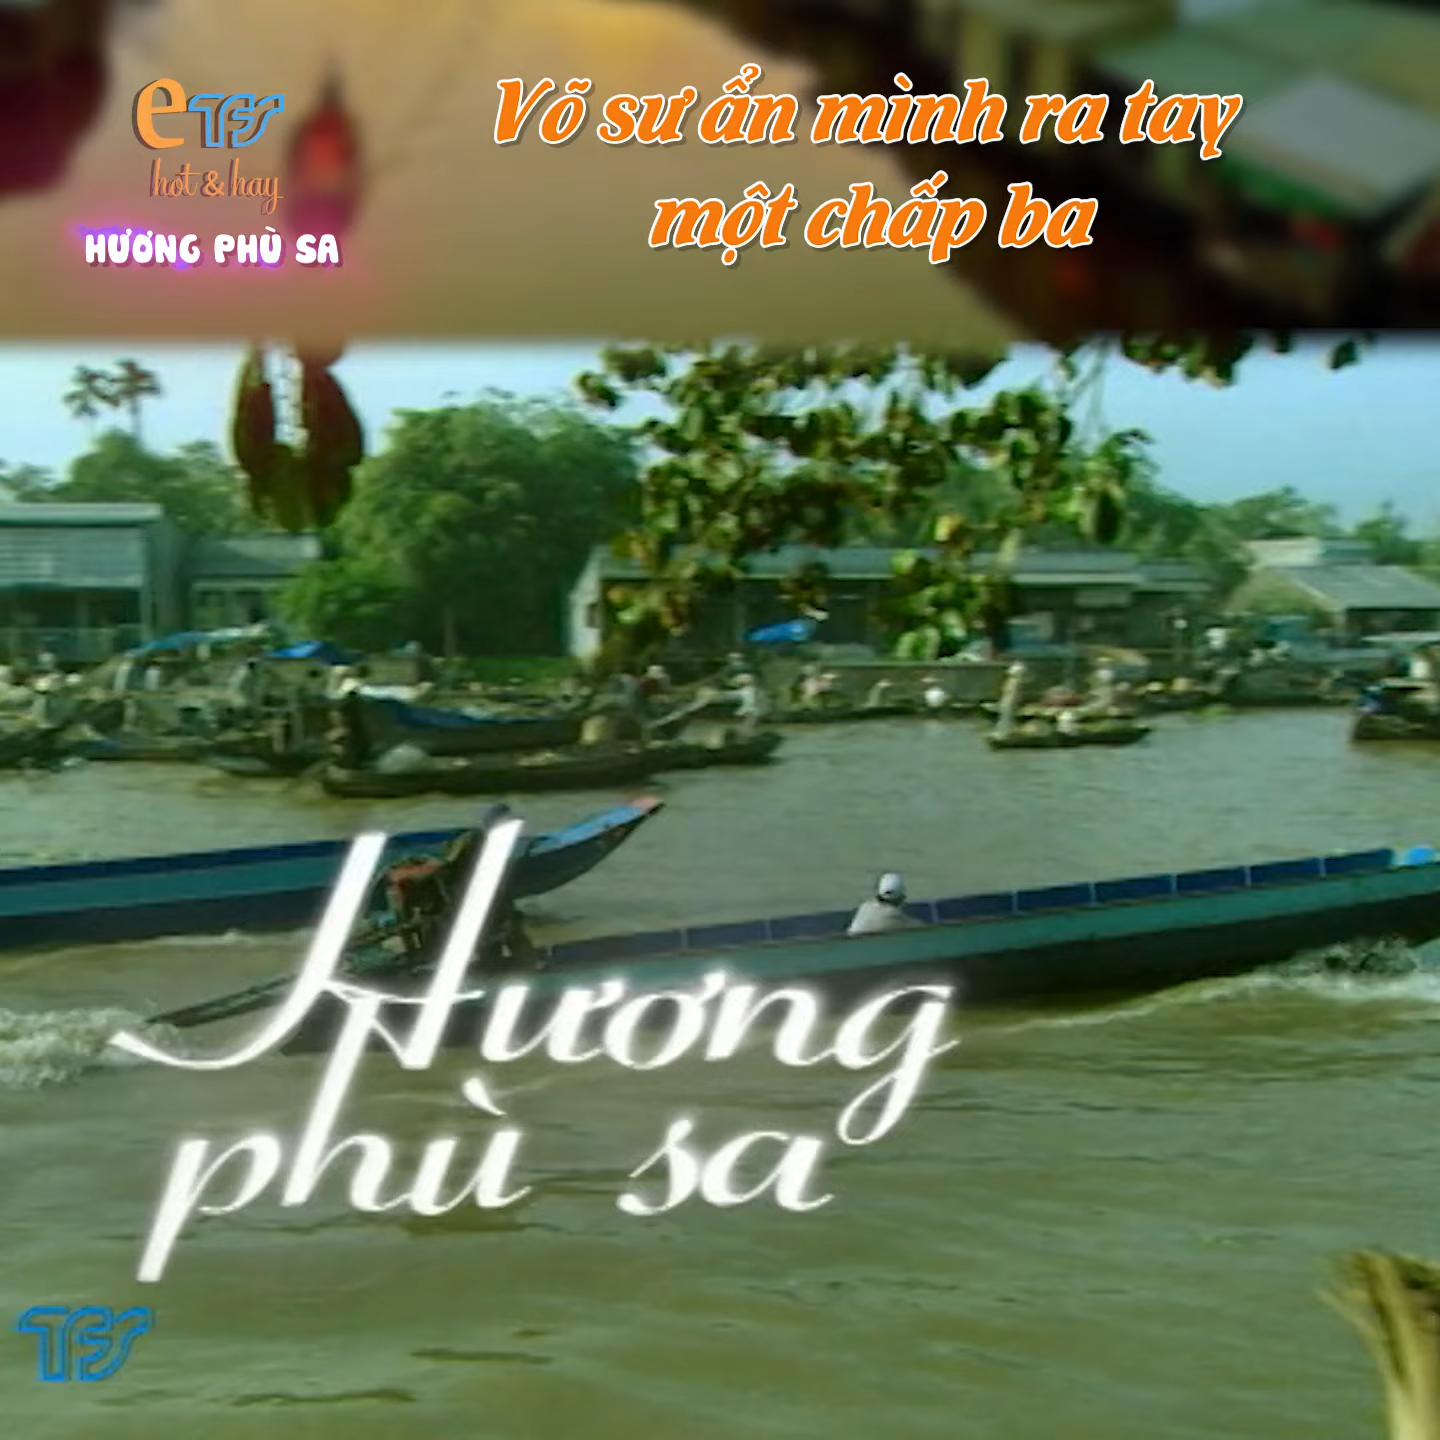 eTFS
hot & hay
HƯƠNG PHÙ SA
Võ sư ẩn mình ra tay
một chấp ba
Hương
phù sa
TFS